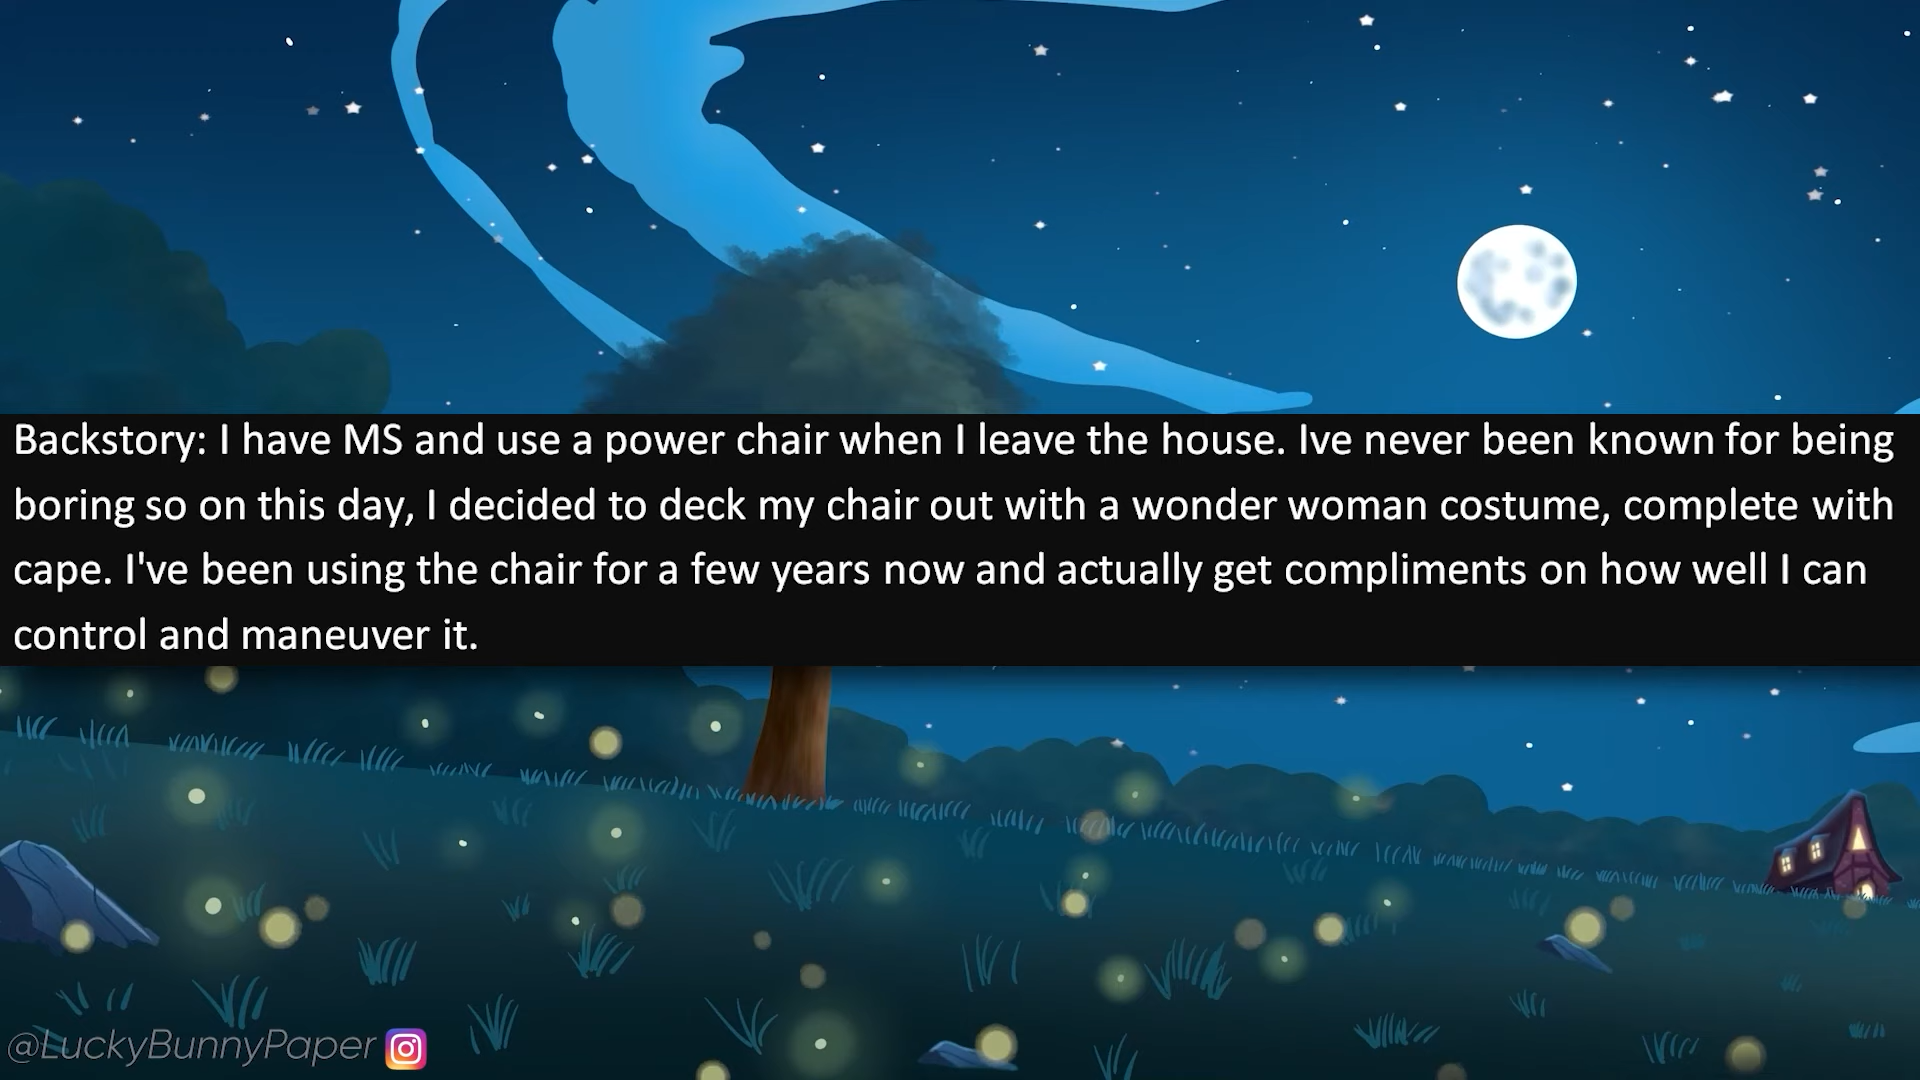 Backstory: I have MS and use a power chair when I leave the house. Ive never been known for being
boring so on this day, I decided to deck my chair out with a wonder woman costume, complete with
cape. I've been using the chair for a few years now and actually get compliments on how well I can
control and maneuver it.
@LuckyBunnyPaper